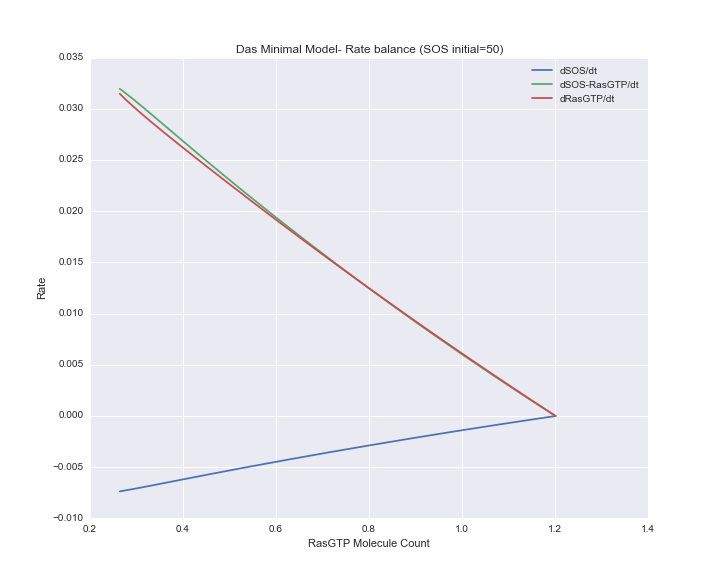 Das Minimal Model- Rate balance (SOS initial=50)
dSOS/dt
dSOS-RasGTP/dt
dRasGTP/dt
0.035
0.030
0.025
0.020
0.015
0.010
0.005
0.000
−0.005
−0.010
Rate
0.2 0.4 0.6 0.8 1.0 1.2 1.4
RasGTP Molecule Count